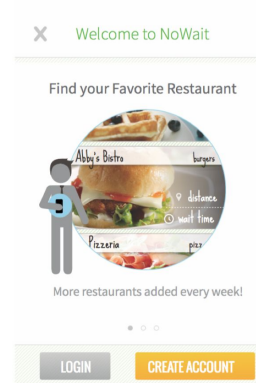 X Welcome to NoWait
Find your Favorite Restaurant
Abby's Bistro burgers
distance
wait time
Pizzeria pizz
More restaurants added every week!
LOGIN CREATE ACCOUNT